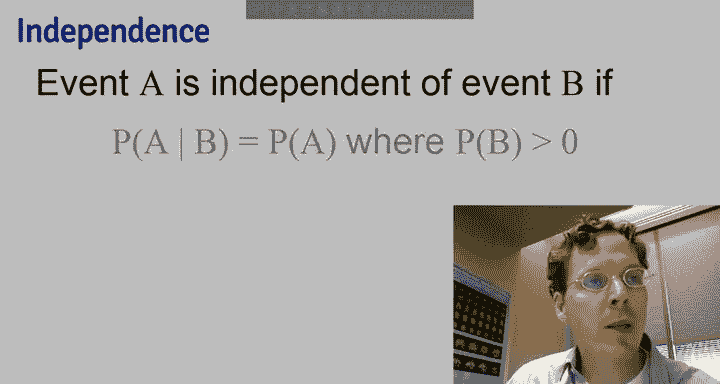 Independence
Event A is independent of event B if
P(A | B) = P(A) where P(B) > 0